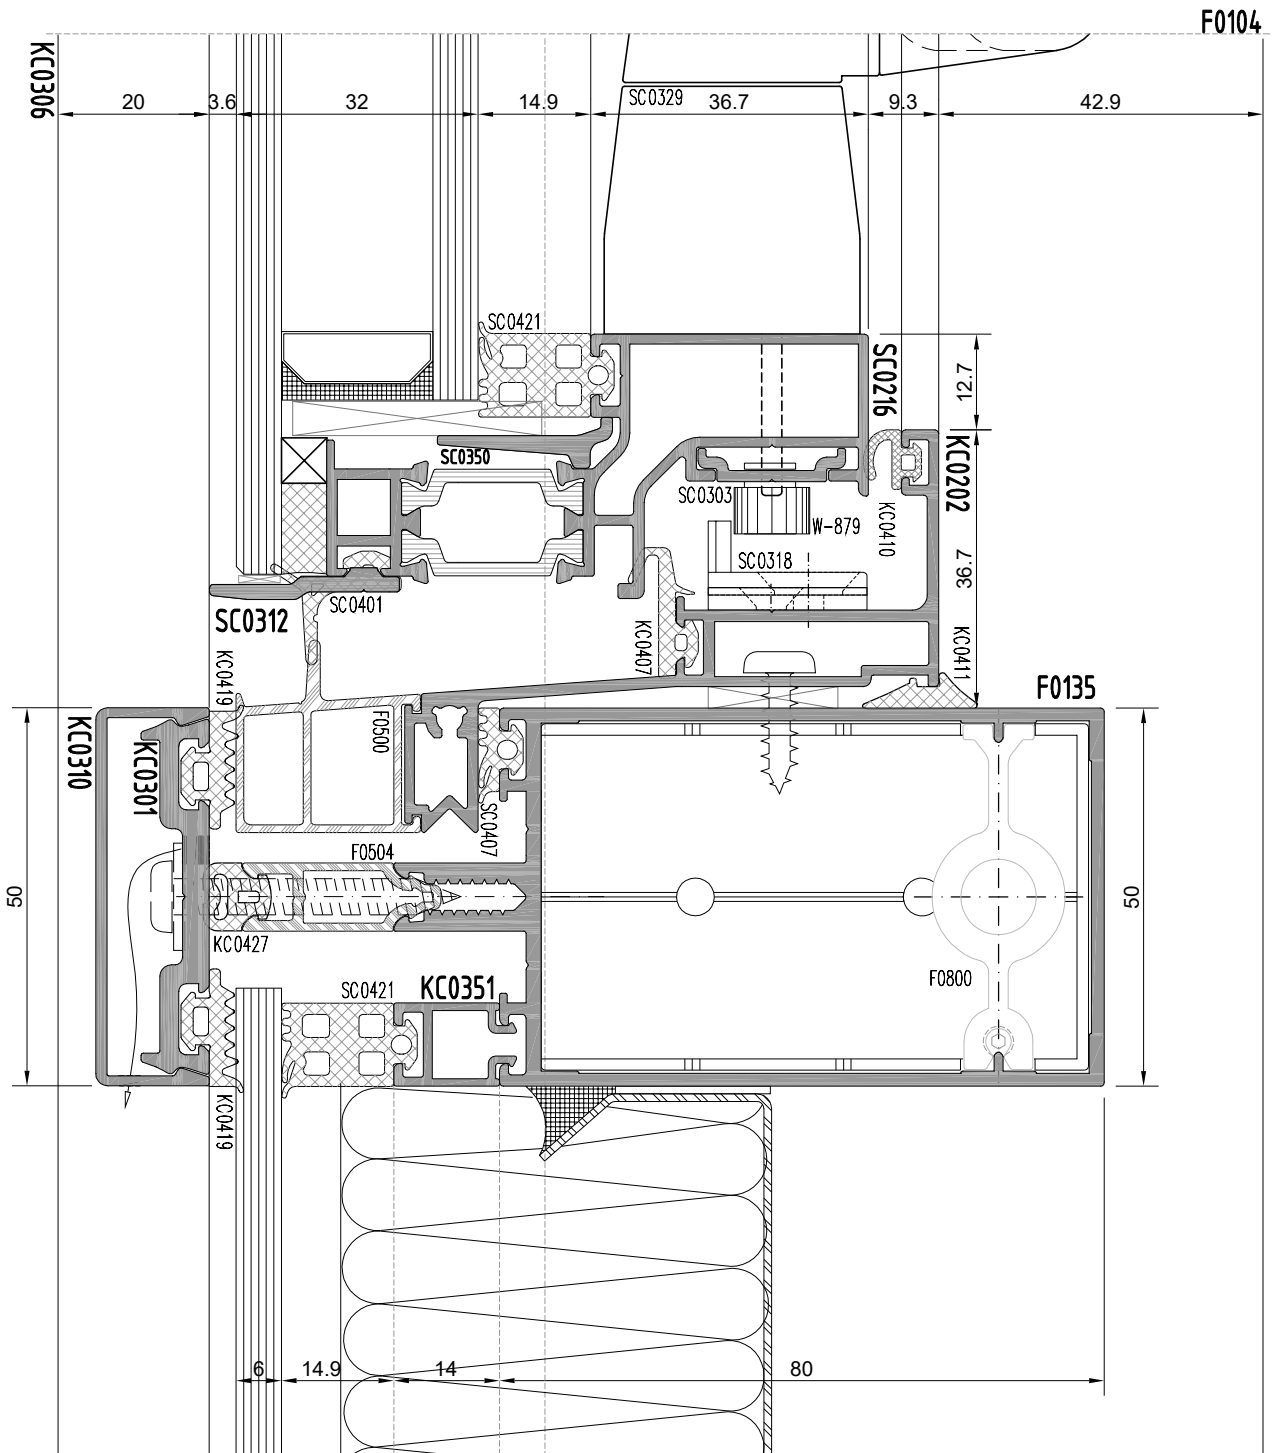 F0104
KC0306
20
3.6
32
14.9
36.7
9.3
42.9
SC0329
SC0421
SC0216
12.7
SC0350
KC0202
SC0303
W-879
KC0410
SC0318
36.7
SC0401
SC0312
KC0407
KC0411
KC0419
F0135
KC0310
F0500
KC0301
SC0407
F0504
50
50
KC0427
F0800
SC0421
KC0351
KC0419
6
14.9
14
80